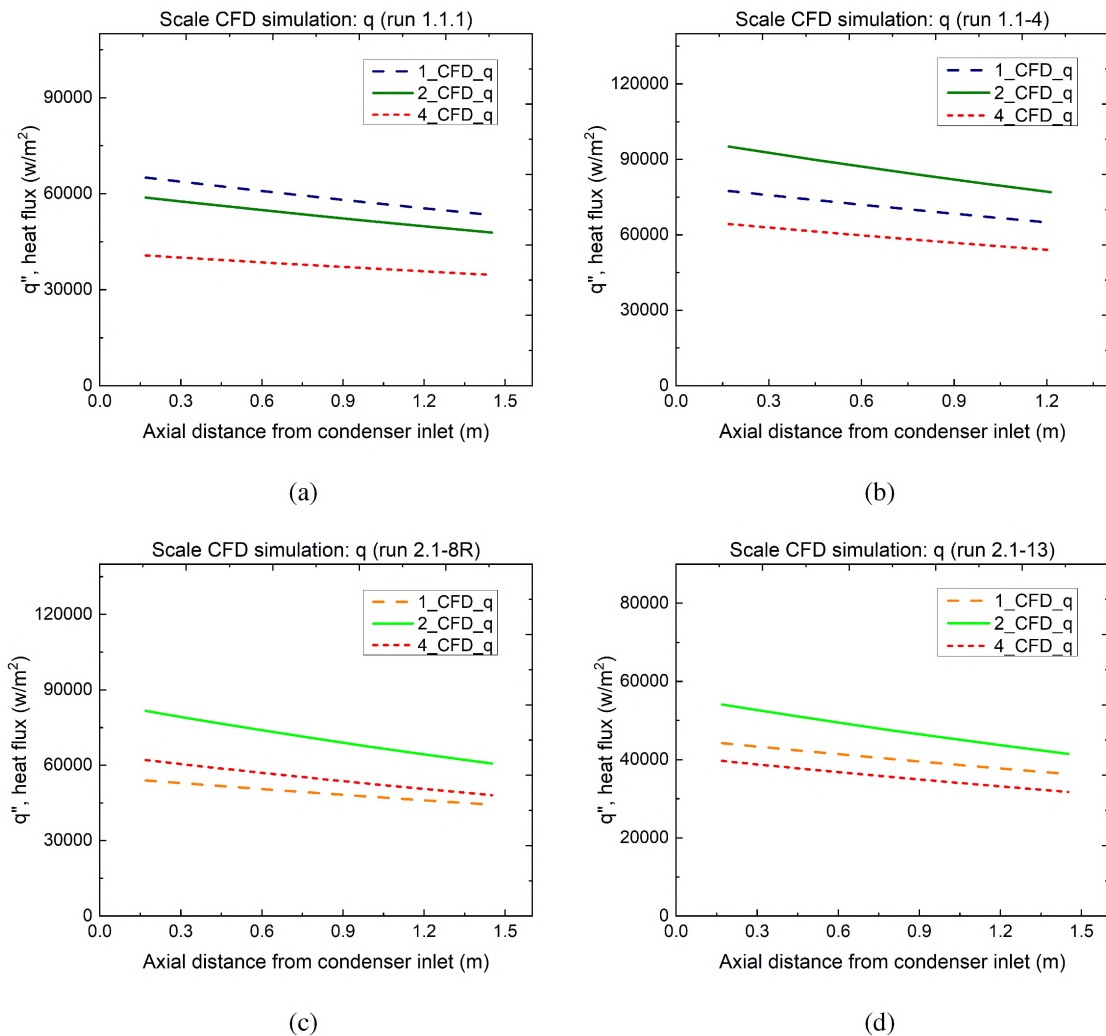 Scale CFD simulation: q (run 1.1.1)
1_CFD_q
2_CFD_q
4_CFD_q
90000
60000
30000
0
q", heat flux (w/m²)
0.0 0.3 0.6 0.9 1.2 1.5
Axial distance from condenser inlet (m)
(a)
Scale CFD simulation: q (run 1.1-4)
1_CFD_q
2_CFD_q
4_CFD_q
120000
90000
60000
30000
0
q", heat flux (w/m²)
0.0 0.3 0.6 0.9 1.2
Axial distance from condenser inlet (m)
(b)
Scale CFD simulation: q (run 2.1-8R)
1_CFD_q
2_CFD_q
4_CFD_q
120000
90000
60000
30000
0
q", heat flux (w/m²)
0.0 0.3 0.6 0.9 1.2 1.5
Axial distance from condenser inlet (m)
(c)
Scale CFD simulation: q (run 2.1-13)
1_CFD_q
2_CFD_q
4_CFD_q
80000
60000
40000
20000
0
q", heat flux (w/m²)
0.0 0.3 0.6 0.9 1.2 1.5
Axial distance from condenser inlet (m)
(d)